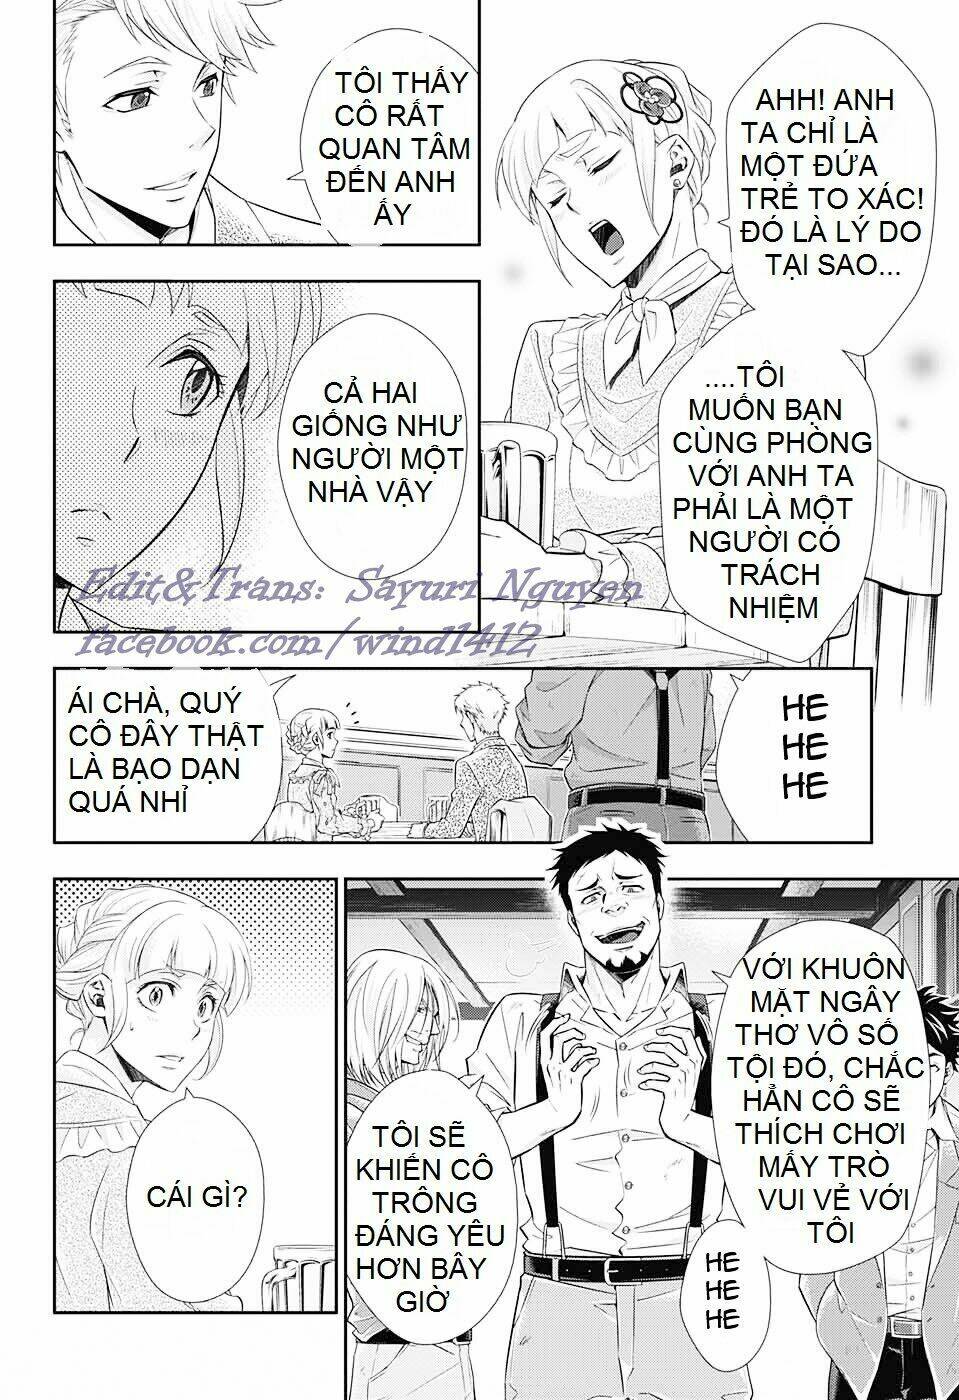 AHH! ANH
TA CHỈ LÀ
MỘT ĐỨA
TRẺ TO XÁC!
ĐÓ LÀ LÝ DO
TẠI SAO...
....TÔI
MUỐN BẠN
CÙNG PHÒNG
VỚI ANH TA
PHẢI LÀ MỘT
NGƯỜI CÓ
TRÁCH
NHIỆM
TÔI THẤY
CÔ RẤT
QUAN TÂM
ĐẾN ANH
ẤY
CẢ HAI
GIỐNG NHƯ
NGƯỜI MỘT
NHÀ VẬY
Edit&Trans: Sayuri Nguyen
facebook.com/wind1412
HE
HE
HE
ÁI CHÀ, QUÝ
CÔ ĐÂY THẬT
LÀ BẠO DẠN
QUÁ NHỈ
VỚI KHUÔN
MẶT NGÂY
THƠ VÔ SỐ
TỘI ĐÓ, CHẮC
HẲN CÔ SẼ
THÍCH CHƠI
MẤY TRÒ
VUI VẺ VỚI
TÔI
HE
HE
HE
TÔI SẼ
KHIẾN CÔ
TRÔNG
ĐÁNG YÊU
HƠN BÂY
GIỜ
CÁI GÌ?